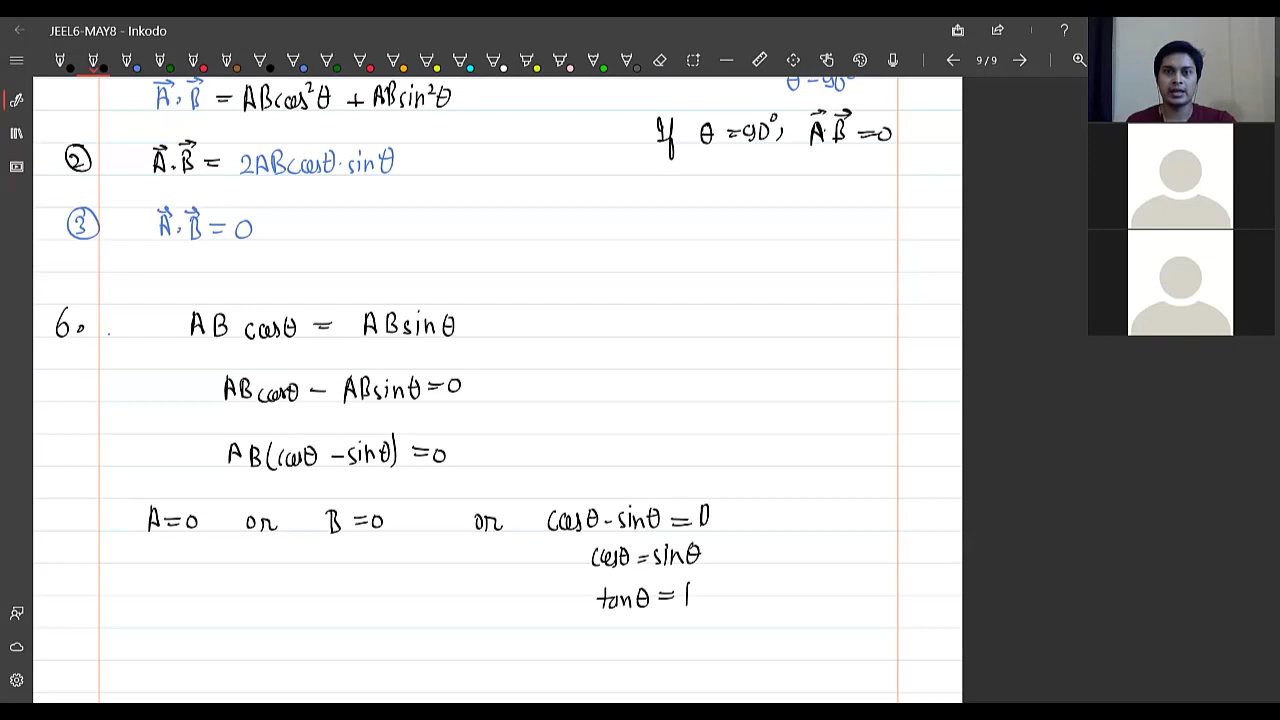 JEEL6-MAY8 - Inkodo
9/9
A⃗ . B⃗ = ABcos²θ + ABsin²θ
θ = 90°
If θ = 90°, A⃗.B⃗ = 0
② A⃗ . B⃗ = 2ABcosθ · sinθ
③ A⃗ . B⃗ = 0
6. AB cosθ = ABsinθ
ABcosθ - ABsinθ = 0
AB(cosθ - sinθ) = 0
A = 0 or B = 0 or cosθ - sinθ = 0
cosθ = sinθ
tanθ = 1